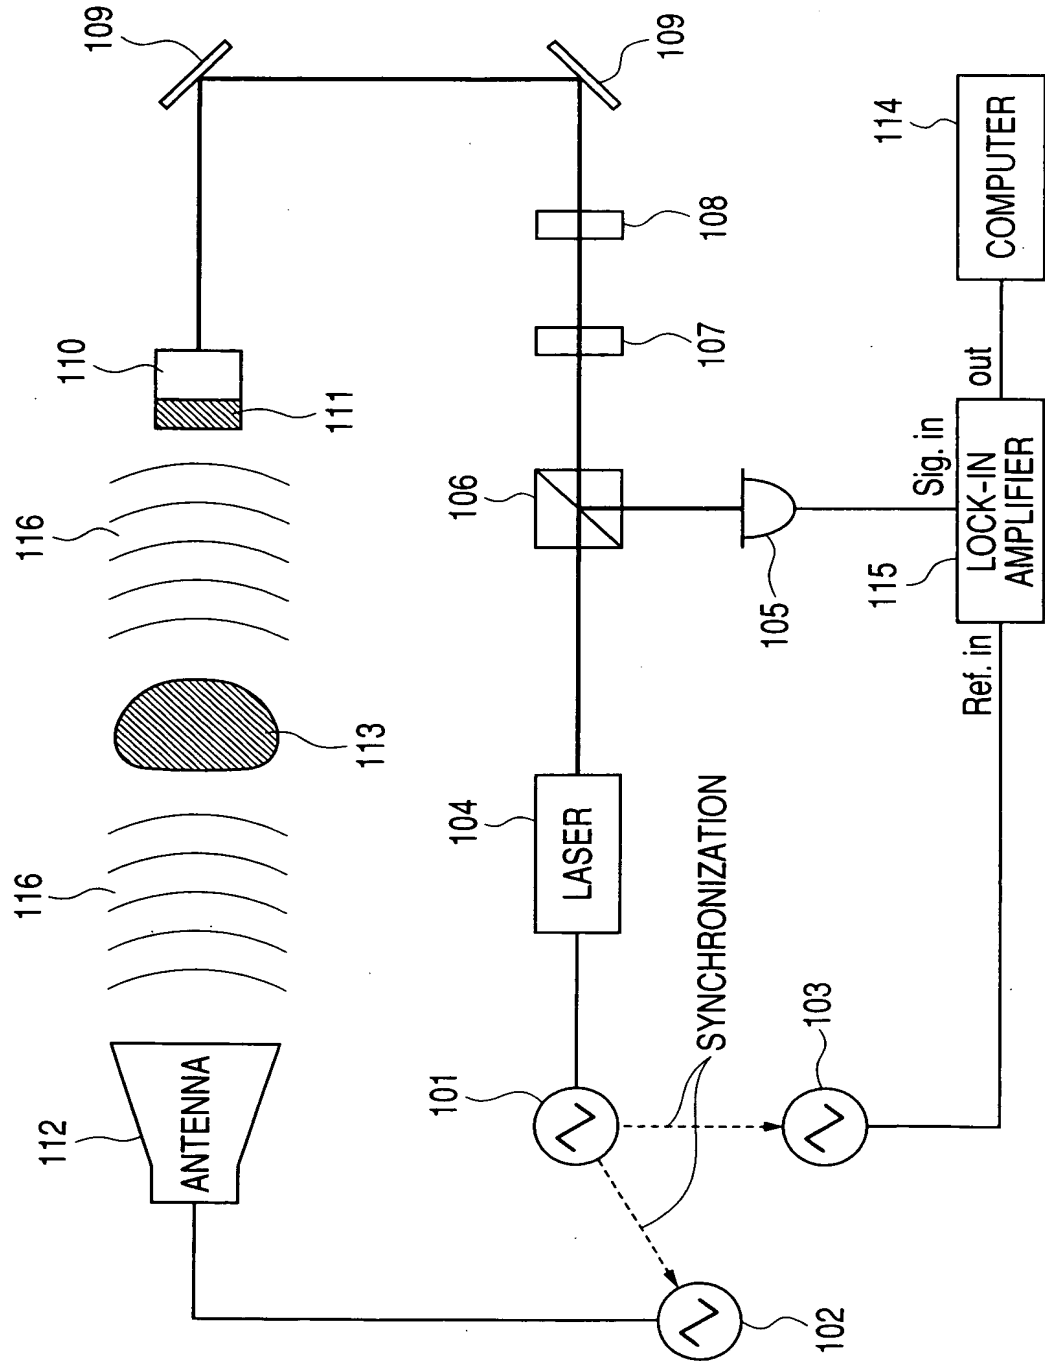 116
116
112
110
109
ANTENNA
111
113
101
104
106
LASER
109
SYNCHRONIZATION
107
108
105
103
102
115
114
Sig. in
Ref. in
out
LOCK-IN
AMPLIFIER
COMPUTER